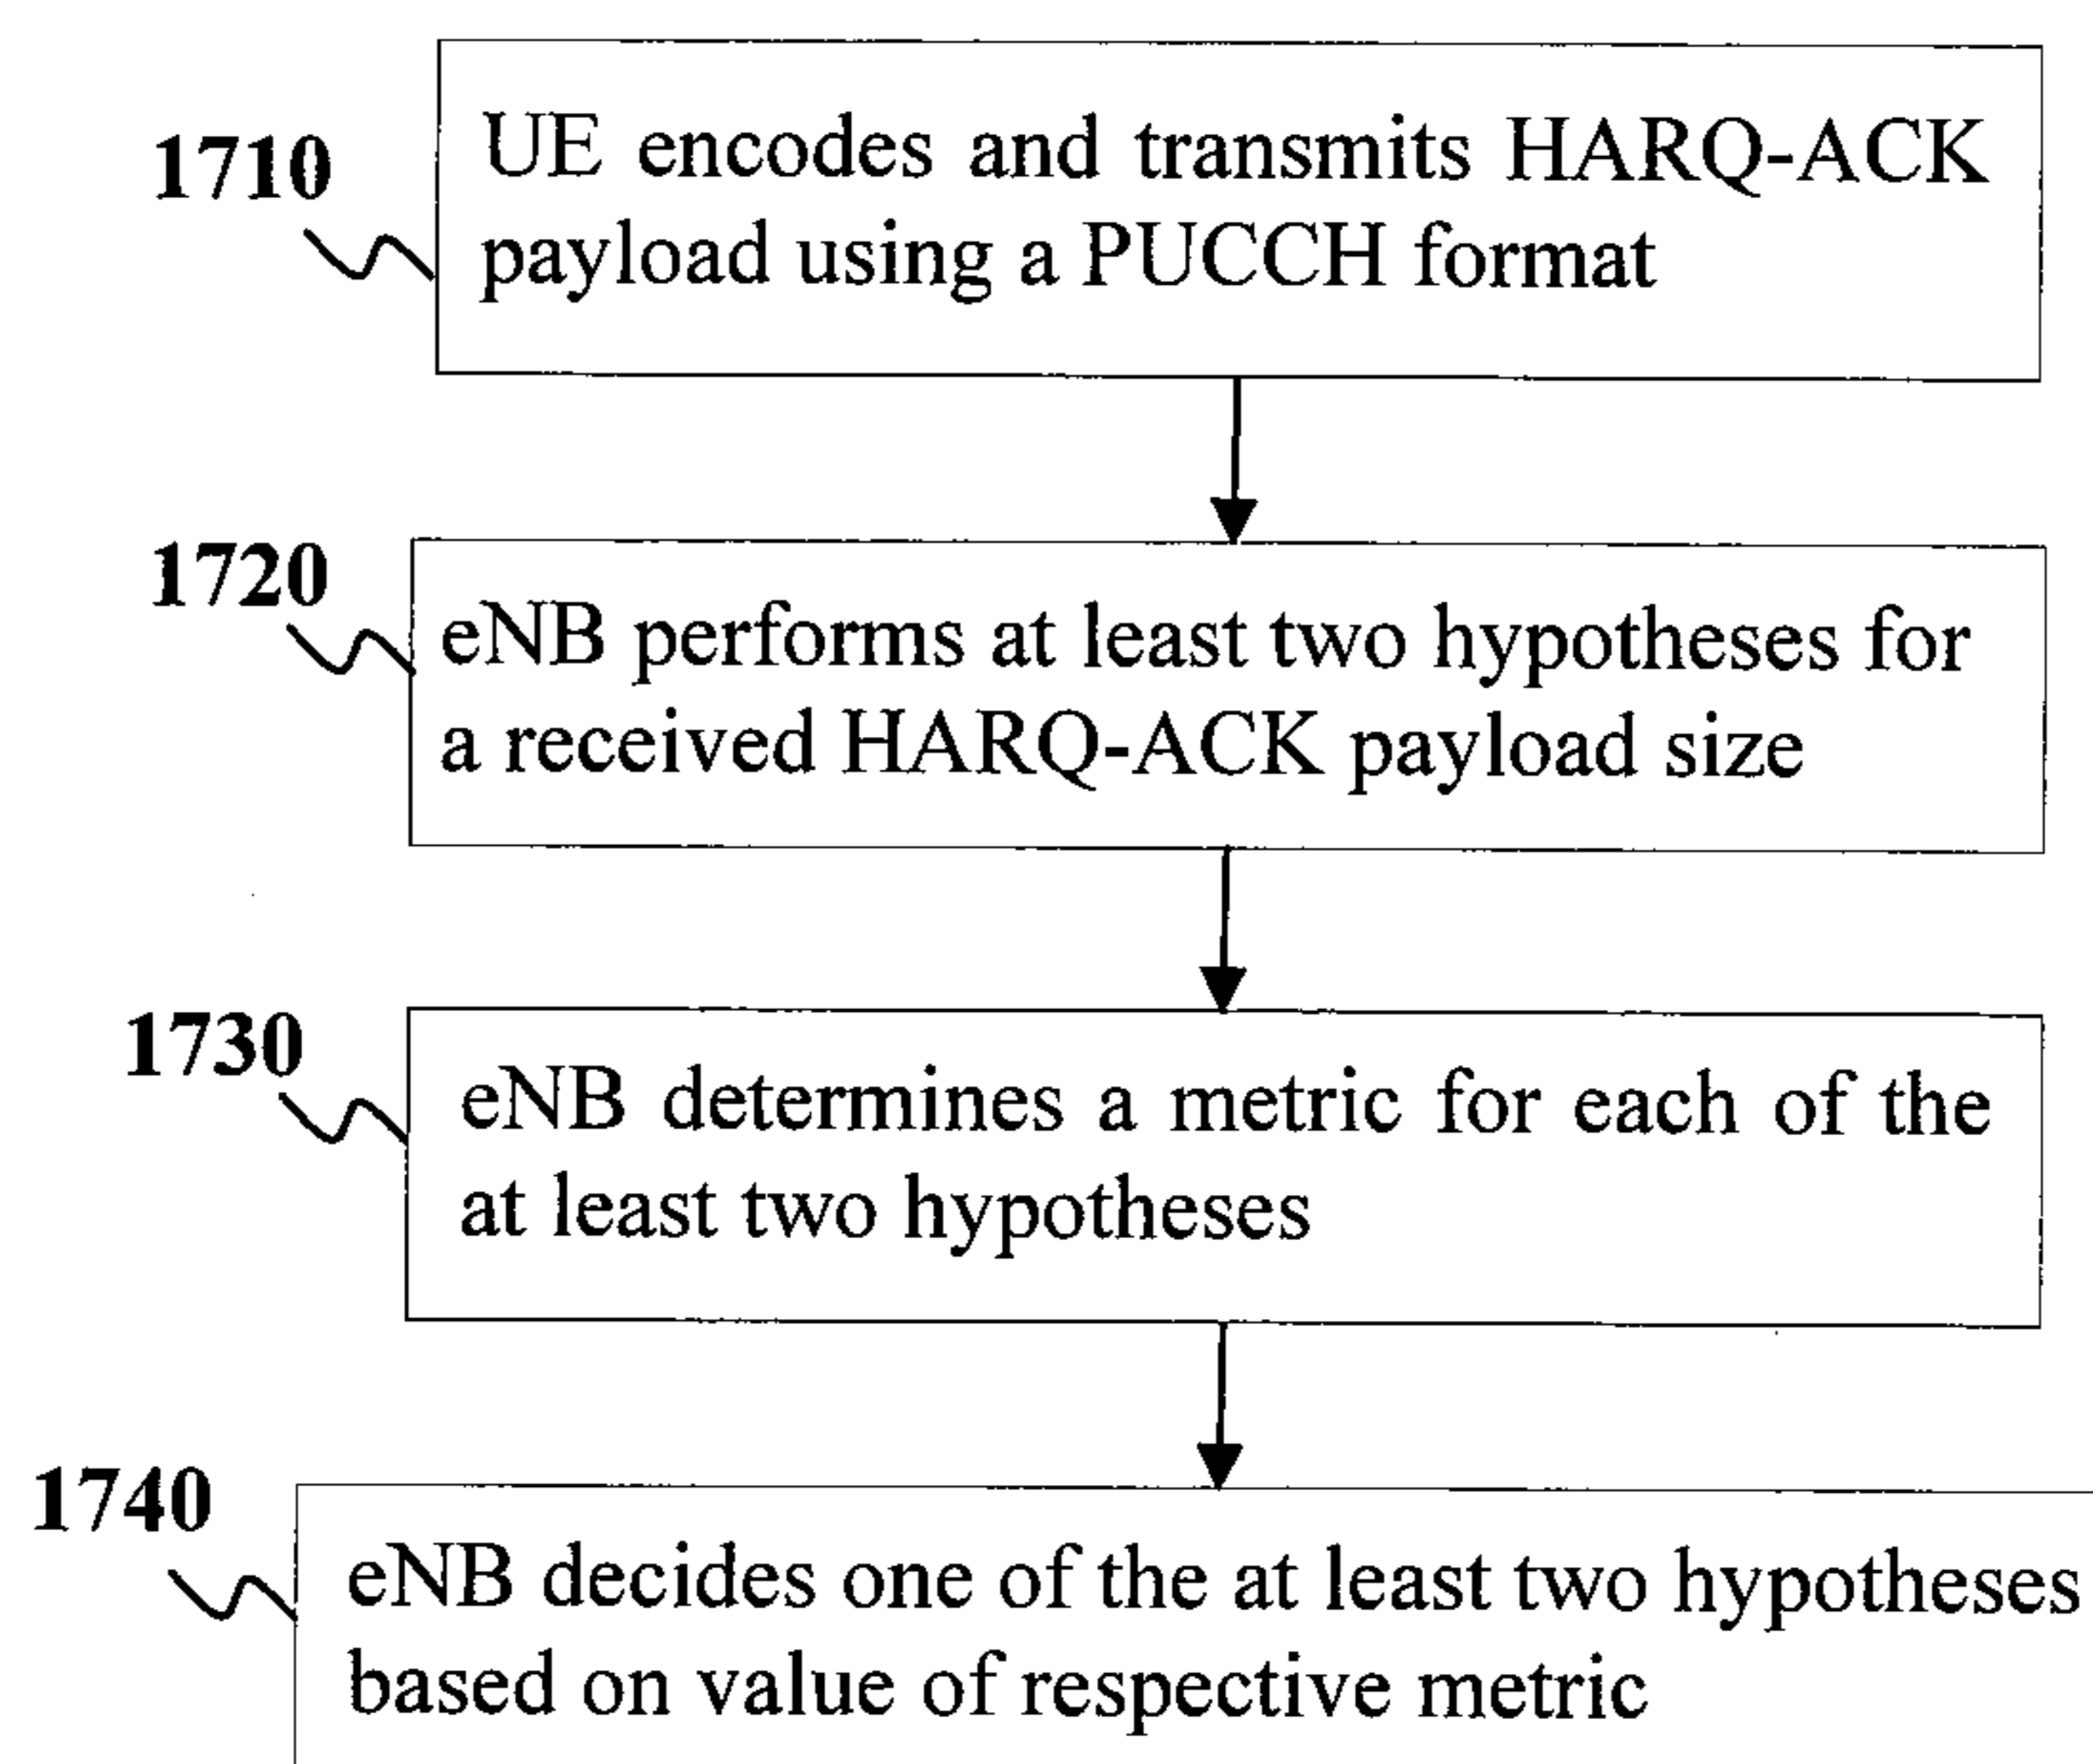 1710
UE encodes and transmits HARQ-ACK
payload using a PUCCH format
1720
eNB performs at least two hypotheses for
a received HARQ-ACK payload size
1730
eNB determines a metric for each of the
at least two hypotheses
1740
eNB decides one of the at least two hypotheses
based on value of respective metric